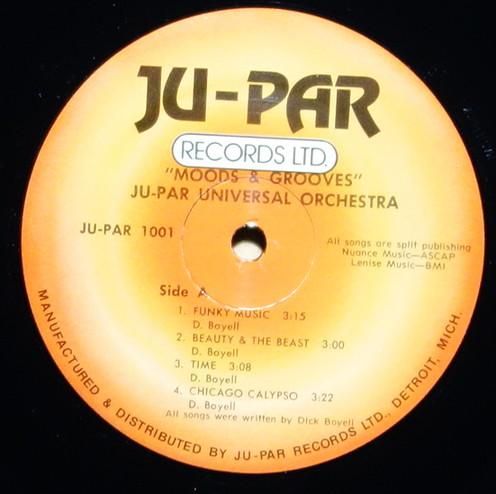 JU-PAR
RECORDS LTD.
"MOODS & GROOVES"
JU-PAR UNIVERSAL ORCHESTRA
JU-PAR 1001
All songs are split publishing
Nuance Music—ASCAP
Lenise Music—BMI
Side A
1. FUNKY MUSIC 3:15
D. Boyell
2. BEAUTY & THE BEAST 3:00
D. Boyell
3. TIME 3:08
D. Boyell
4. CHICAGO CALYPSO 3:22
D. Boyell
All songs were written by Dick Boyell
MANUFACTURED & DISTRIBUTED BY JU-PAR RECORDS LTD., DETROIT, MICH.